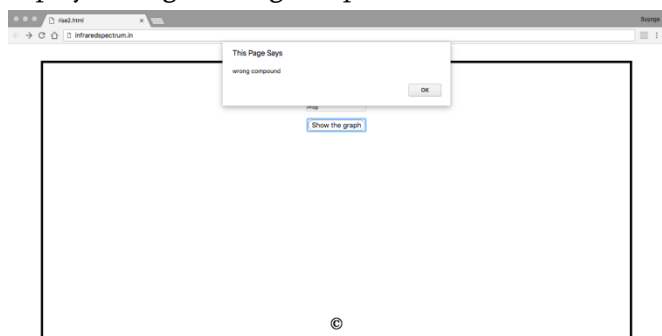 rise2.html
Infraredspectrum.in
This Page Says
wrong compound
OK
Show the graph
©